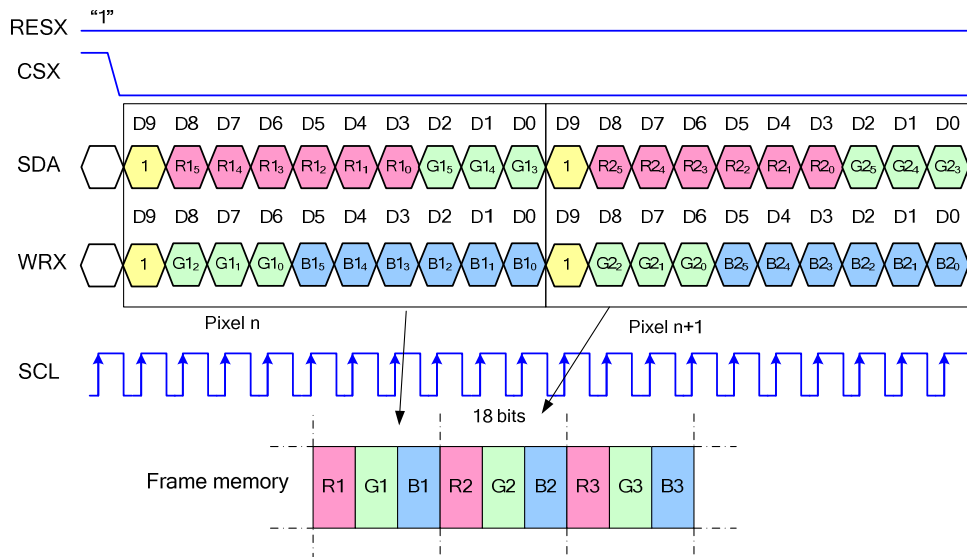 RESX "1"
CSX
D9 D8 D7 D6 D5 D4 D3 D2 D1 D0 D9 D8 D7 D6 D5 D4 D3 D2 D1 D0
SDA 1 R1₅ R1₄ R1₃ R1₂ R1₁ R1₀ G1₅ G1₄ G1₃ 1 R2₅ R2₄ R2₃ R2₂ R2₁ R2₀ G2₅ G2₄ G2₃
D9 D8 D7 D6 D5 D4 D3 D2 D1 D0 D9 D8 D7 D6 D5 D4 D3 D2 D1 D0
WRX 1 G1₂ G1₁ G1₀ B1₅ B1₄ B1₃ B1₂ B1₁ B1₀ 1 G2₂ G2₁ G2₀ B2₅ B2₄ B2₃ B2₂ B2₁ B2₀
Pixel n Pixel n+1
SCL
18 bits
Frame memory R1 G1 B1 R2 G2 B2 R3 G3 B3